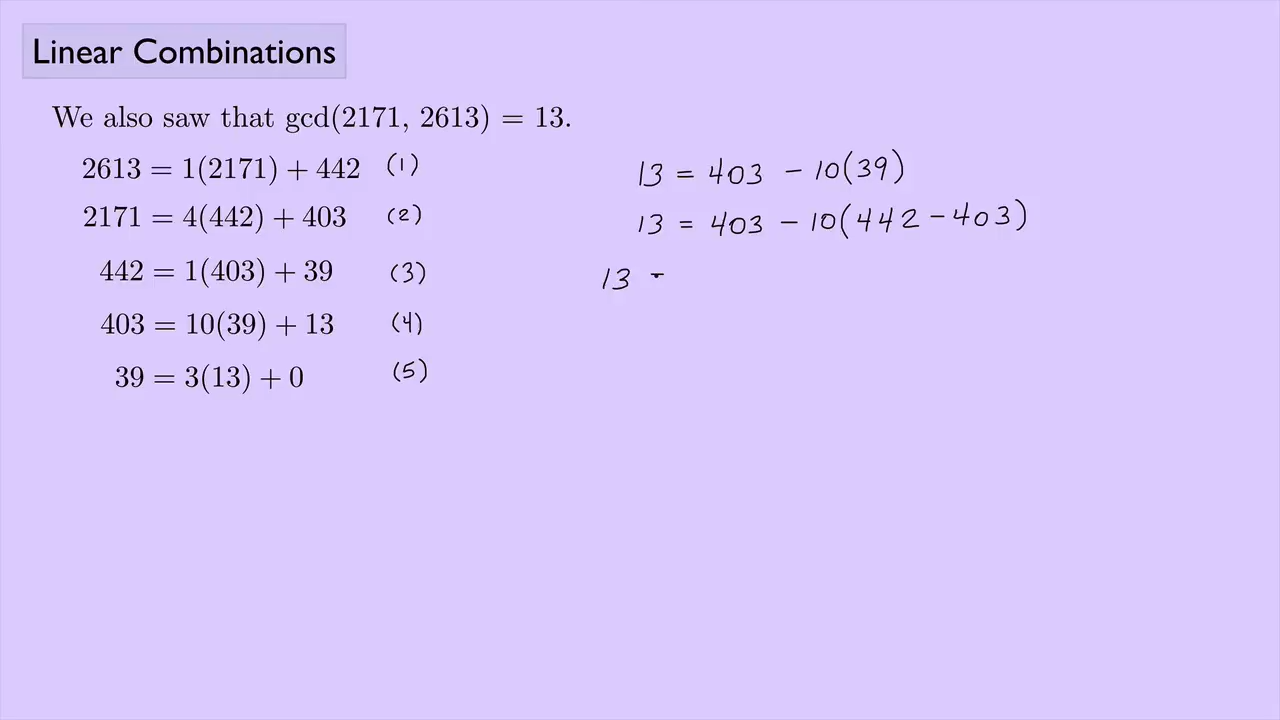 Linear Combinations
We also saw that gcd(2171, 2613) = 13.
2613 = 1(2171) + 442 (1)
2171 = 4(442) + 403 (2)
442 = 1(403) + 39 (3)
403 = 10(39) + 13 (4)
39 = 3(13) + 0 (5)
13 = 403 - 10(39)
13 = 403 - 10(442 - 403)
13 -